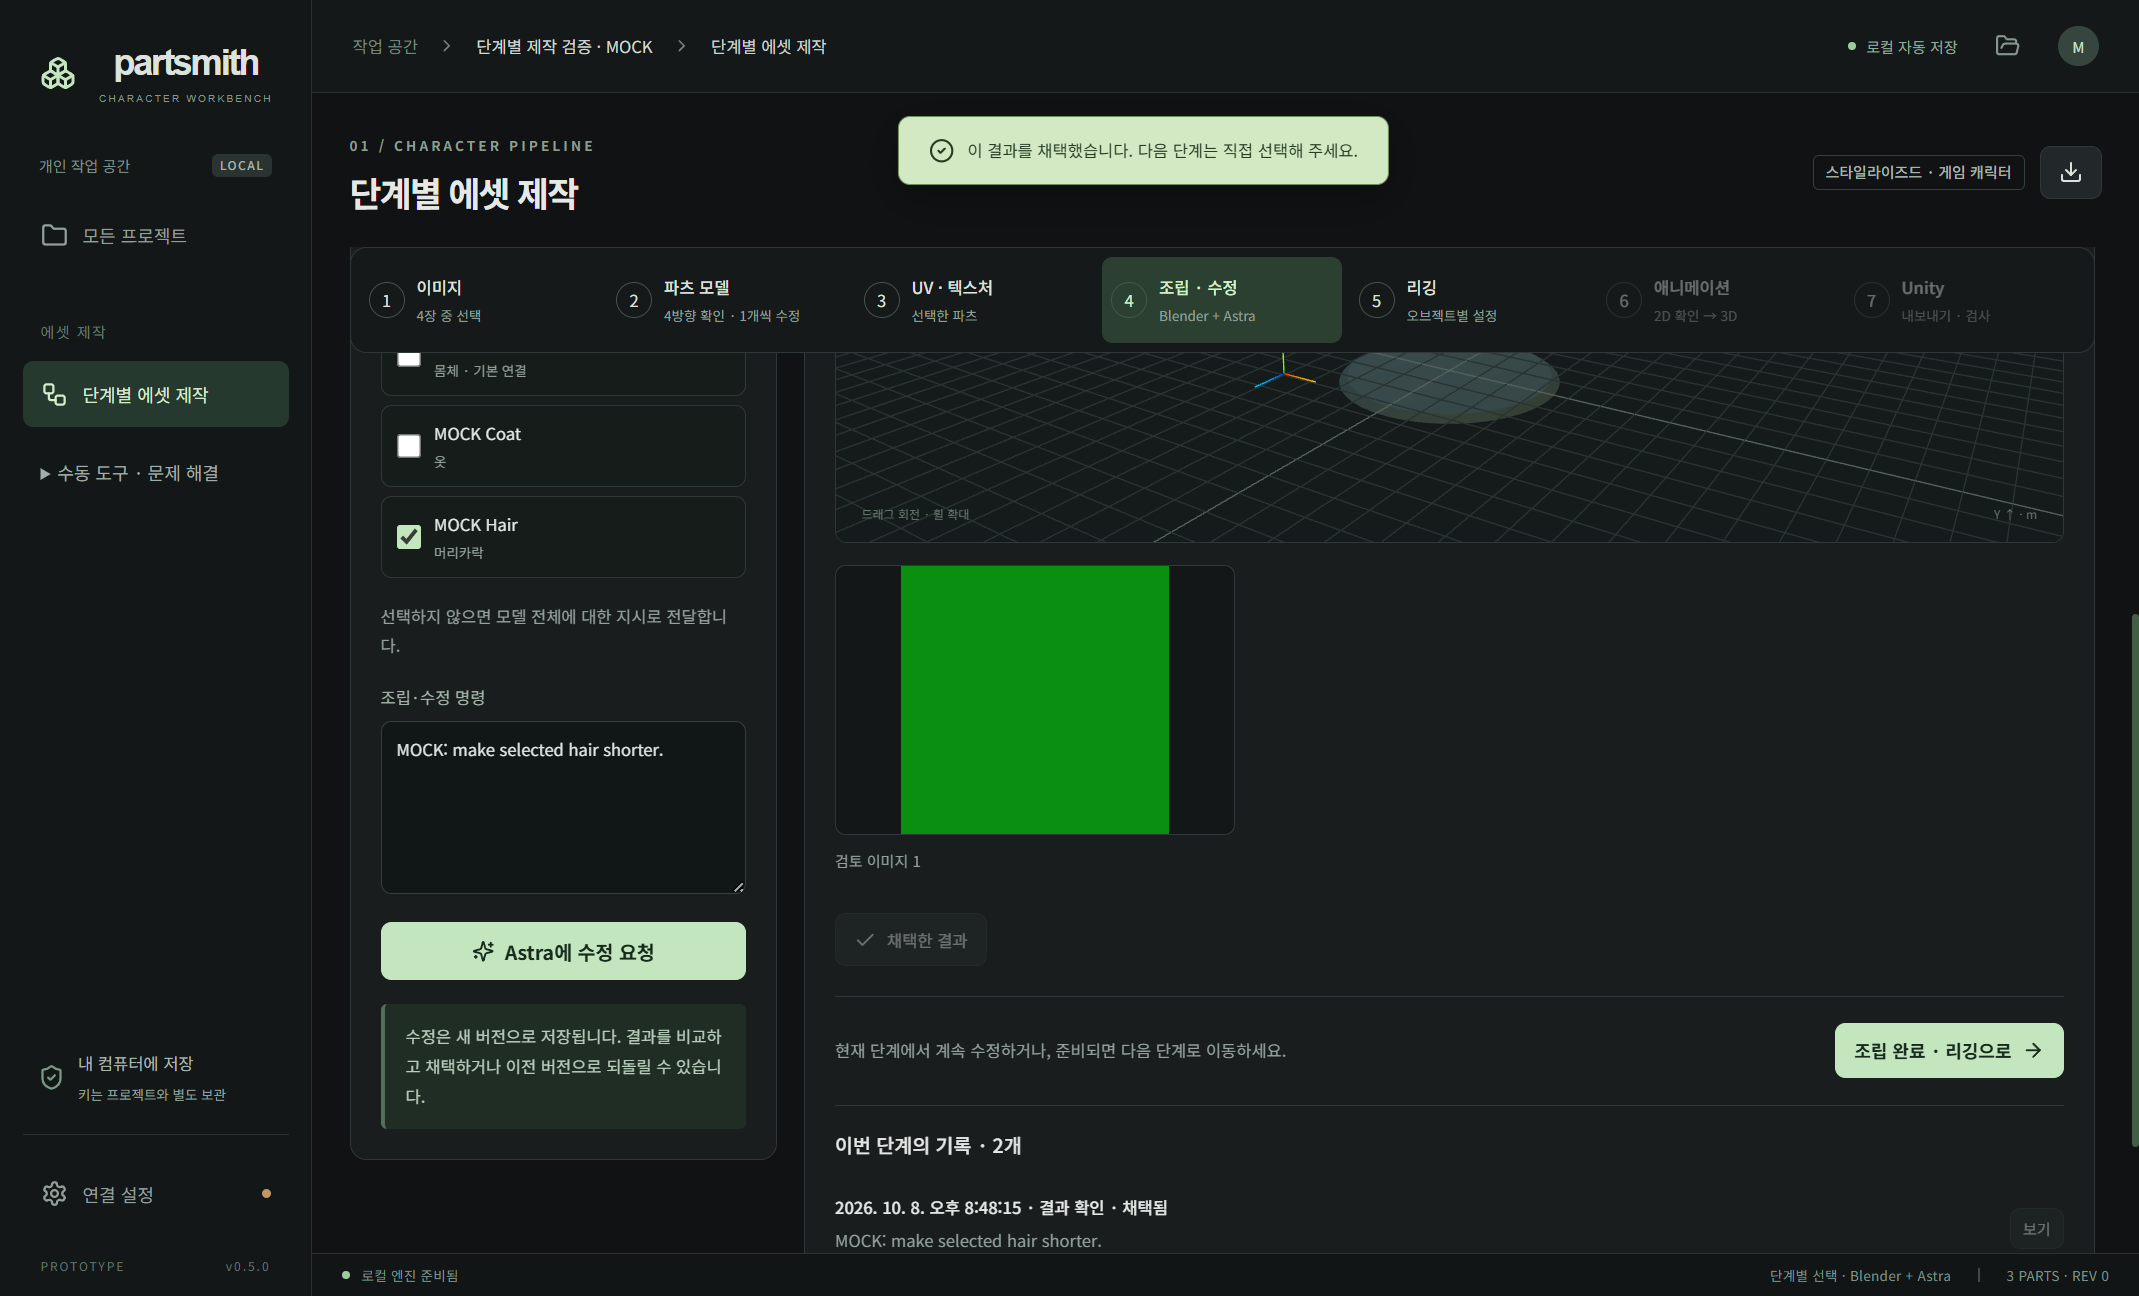 partsmith
CHARACTER WORKBENCH
개인 작업 공간
LOCAL
모든 프로젝트
에셋 제작
단계별 에셋 제작
수동 도구 · 문제 해결
내 컴퓨터에 저장
키는 프로젝트와 별도 보관
연결 설정
PROTOTYPE
v0.5.0
작업 공간
단계별 제작 검증 · MOCK
단계별 에셋 제작
로컬 자동 저장
M
01 / CHARACTER PIPELINE
단계별 에셋 제작
이 결과를 채택했습니다. 다음 단계는 직접 선택해 주세요.
스타일라이즈드 · 게임 캐릭터
1
이미지
4장 중 선택
2
파츠 모델
4방향 확인 · 1개씩 수정
3
UV · 텍스처
선택한 파츠
4
조립 · 수정
Blender + Astra
5
리깅
오브젝트별 설정
6
애니메이션
2D 확인 → 3D
7
Unity
내보내기 · 검사
몸체 · 기본 연결
MOCK Coat
옷
MOCK Hair
머리카락
선택하지 않으면 모델 전체에 대한 지시로 전달합니
다.
조립·수정 명령
MOCK: make selected hair shorter.
Astra에 수정 요청
수정은 새 버전으로 저장됩니다. 결과를 비교하
고 채택하거나 이전 버전으로 되돌릴 수 있습니
다.
드래그 회전 · 휠 확대
Y ↑ · m
검토 이미지 1
채택한 결과
현재 단계에서 계속 수정하거나, 준비되면 다음 단계로 이동하세요.
조립 완료 · 리깅으로
이번 단계의 기록 · 2개
2026. 10. 8. 오후 8:48:15 · 결과 확인 · 채택됨
MOCK: make selected hair shorter.
보기
로컬 엔진 준비됨
단계별 선택 · Blender + Astra
3 PARTS · REV 0